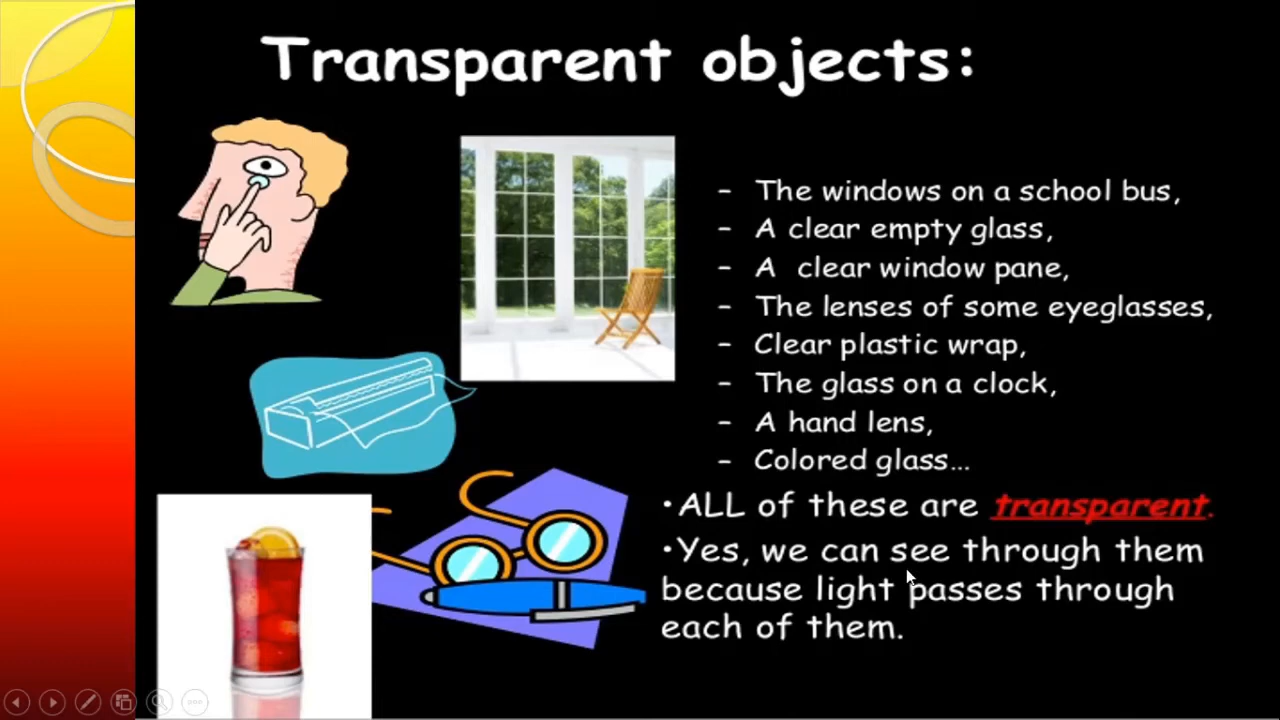 Transparent objects:
- The windows on a school bus,
- A clear empty glass,
- A clear window pane,
- The lenses of some eyeglasses,
- Clear plastic wrap,
- The glass on a clock,
- A hand lens,
- Colored glass…
•ALL of these are transparent.
•Yes, we can see through them
because light passes through
each of them.